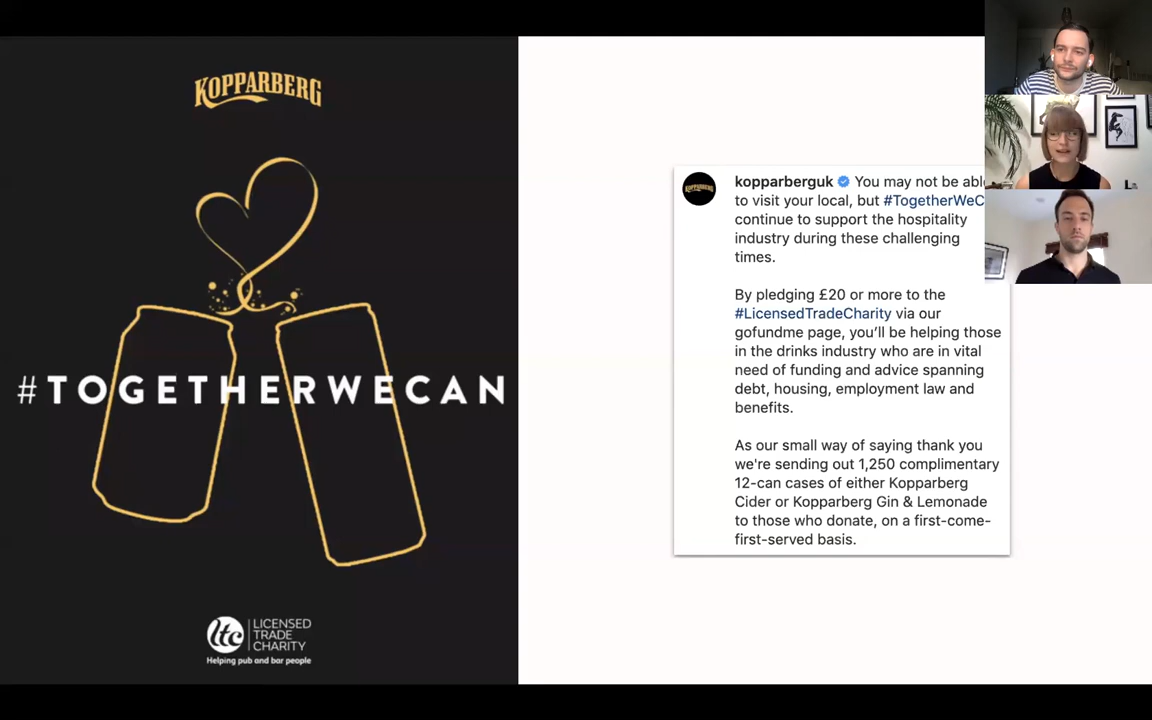 KOPPARBERG
#TOGETHERWECAN
ltc
LICENSED
TRADE
CHARITY
Helping pub and bar people
KOPPARBERG
kopparberguk You may not be abl
to visit your local, but #TogetherWeC
continue to support the hospitality
industry during these challenging
times.
By pledging £20 or more to the
#LicensedTradeCharity via our
gofundme page, you’ll be helping those
in the drinks industry who are in vital
need of funding and advice spanning
debt, housing, employment law and
benefits.
As our small way of saying thank you
we're sending out 1,250 complimentary
12-can cases of either Kopparberg
Cider or Kopparberg Gin & Lemonade
to those who donate, on a first-come-
first-served basis.